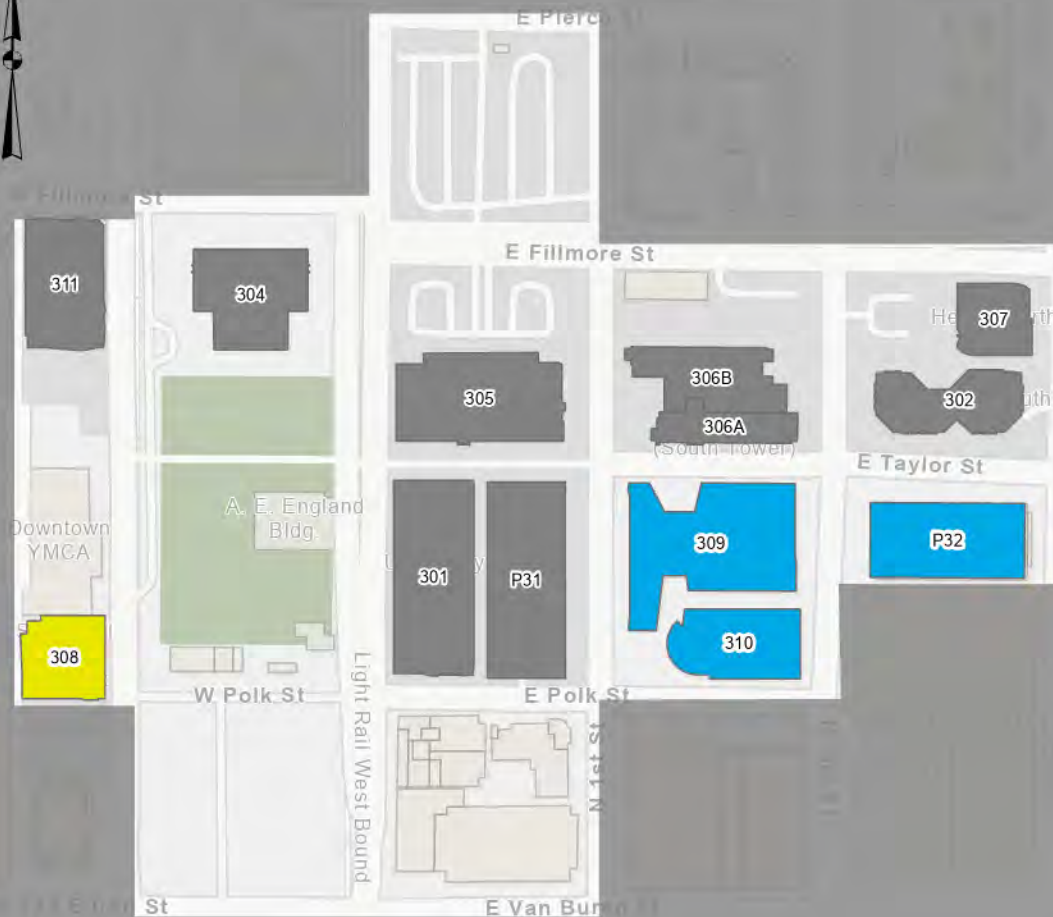 E Pierce St
W Fillmore St
E Fillmore St
311
304
307
305
306B
302
306A
(South Tower)
E Taylor St
A. E. England
Bldg.
Downtown
YMCA
301
P31
309
P32
308
310
W Polk St
E Polk St
Light Rail West Bound
N 1st St
St
E Van Buren St